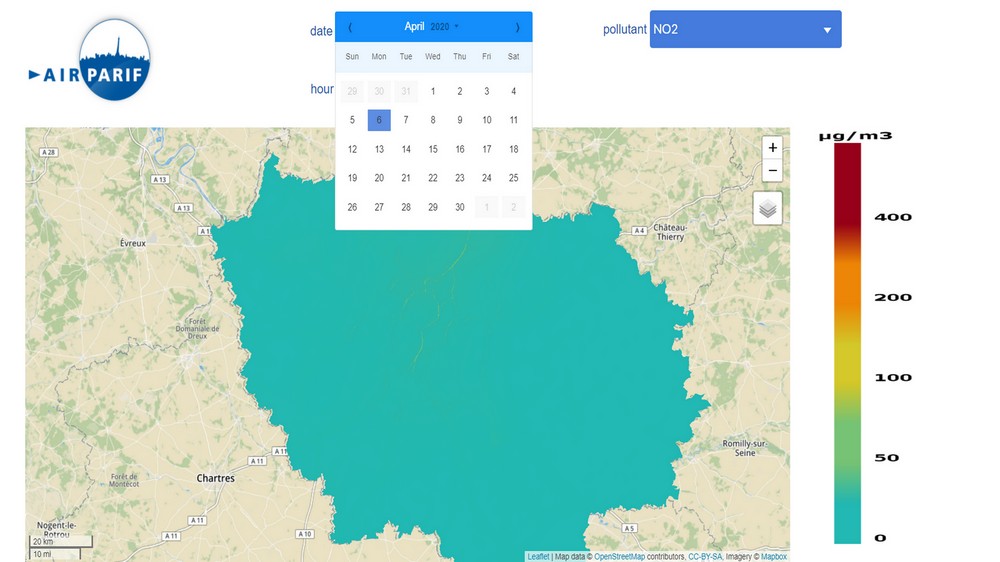 AIRPARIF
date
April 2020
pollutant NO2
hour
Sun Mon Tue Wed Thu Fri Sat
29 30 31 1 2 3 4
5 6 7 8 9 10 11
12 13 14 15 16 17 18
19 20 21 22 23 24 25
26 27 28 29 30 1 2
µg/m3
400
200
100
50
0
+
−
A 28
A 13
A 13
A 1
Évreux
A 4
Château-
Thierry
Forêt
Domaniale de
Dreux
Romilly-sur-
Seine
A 11
A 11
Chartres
Forêt de
Montécot
A 11
A 11
A 10
A 5
Nogent-le-
Rotrou
20 km
10 mi
Leaflet | Map data © OpenStreetMap contributors, CC-BY-SA, Imagery © Mapbox